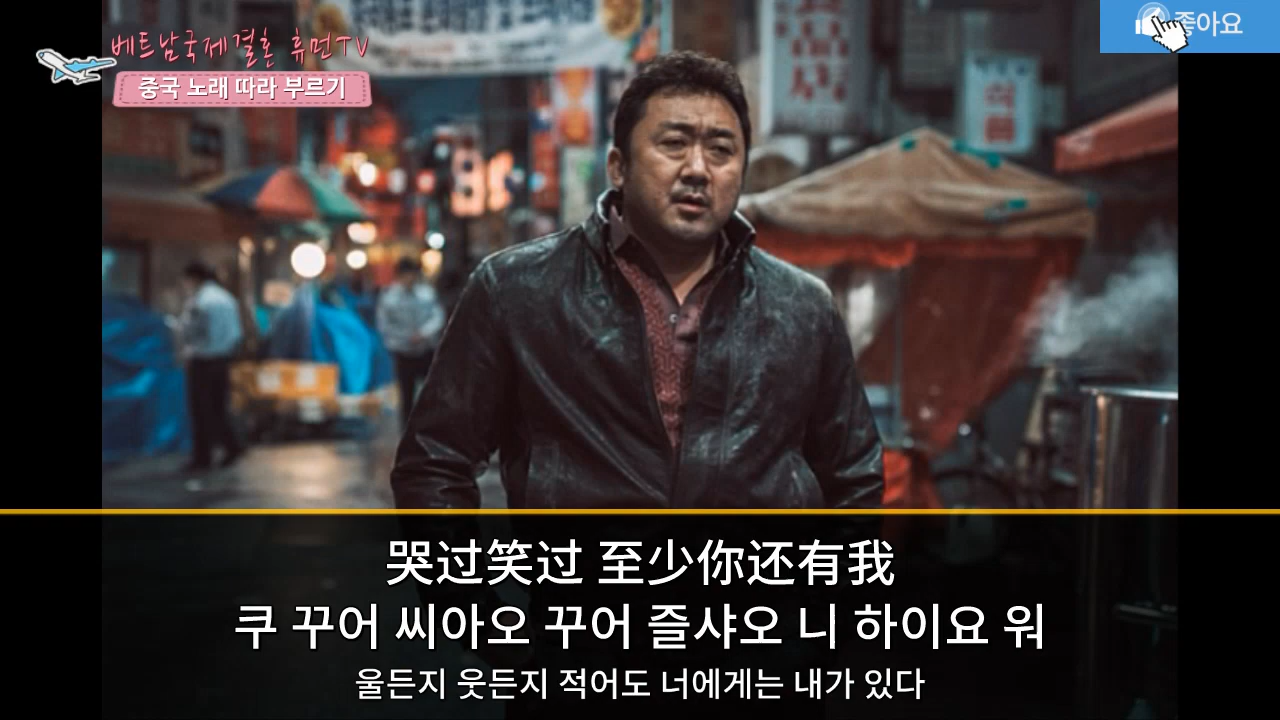 베트남국제결혼 휴먼TV
중국 노래 따라 부르기
좋아요
哭过笑过 至少你还有我
쿠 꾸어 씨아오 꾸어 즐샤오 니 하이요 워
울든지 웃든지 적어도 너에게는 내가 있다